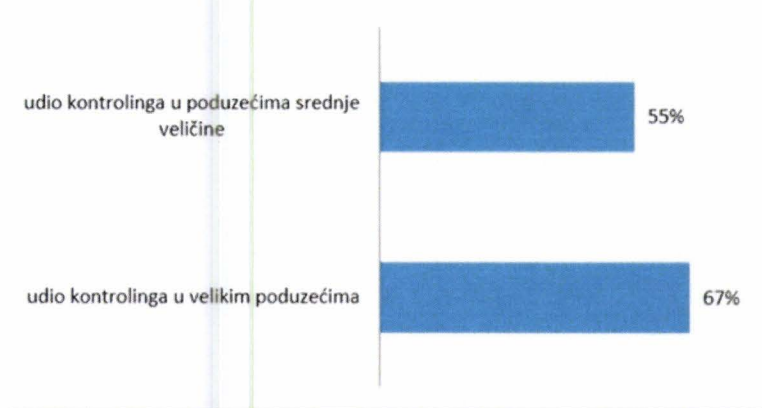 udio kontrolinga u poduzećima srednje
veličine
55%
udio kontrolinga u velikim poduzećima
67%